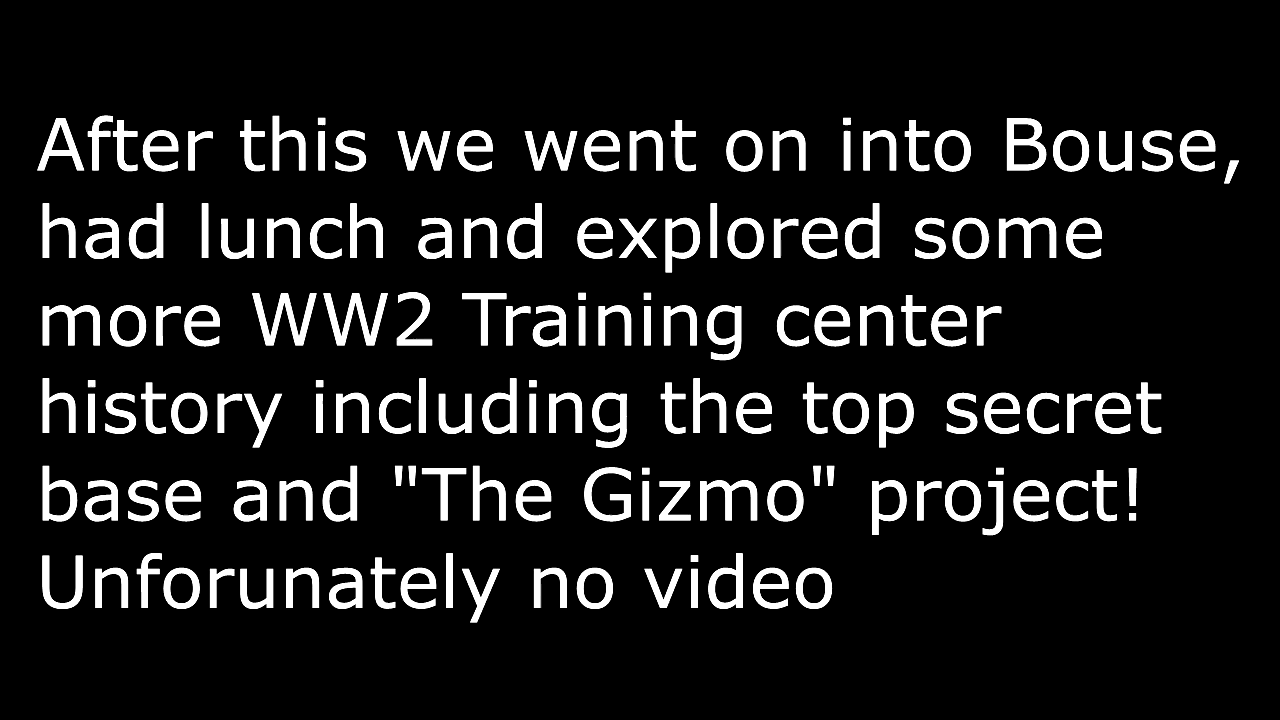 After this we went on into Bouse,
had lunch and explored some
more WW2 Training center
history including the top secret
base and "The Gizmo" project!
Unforunately no video